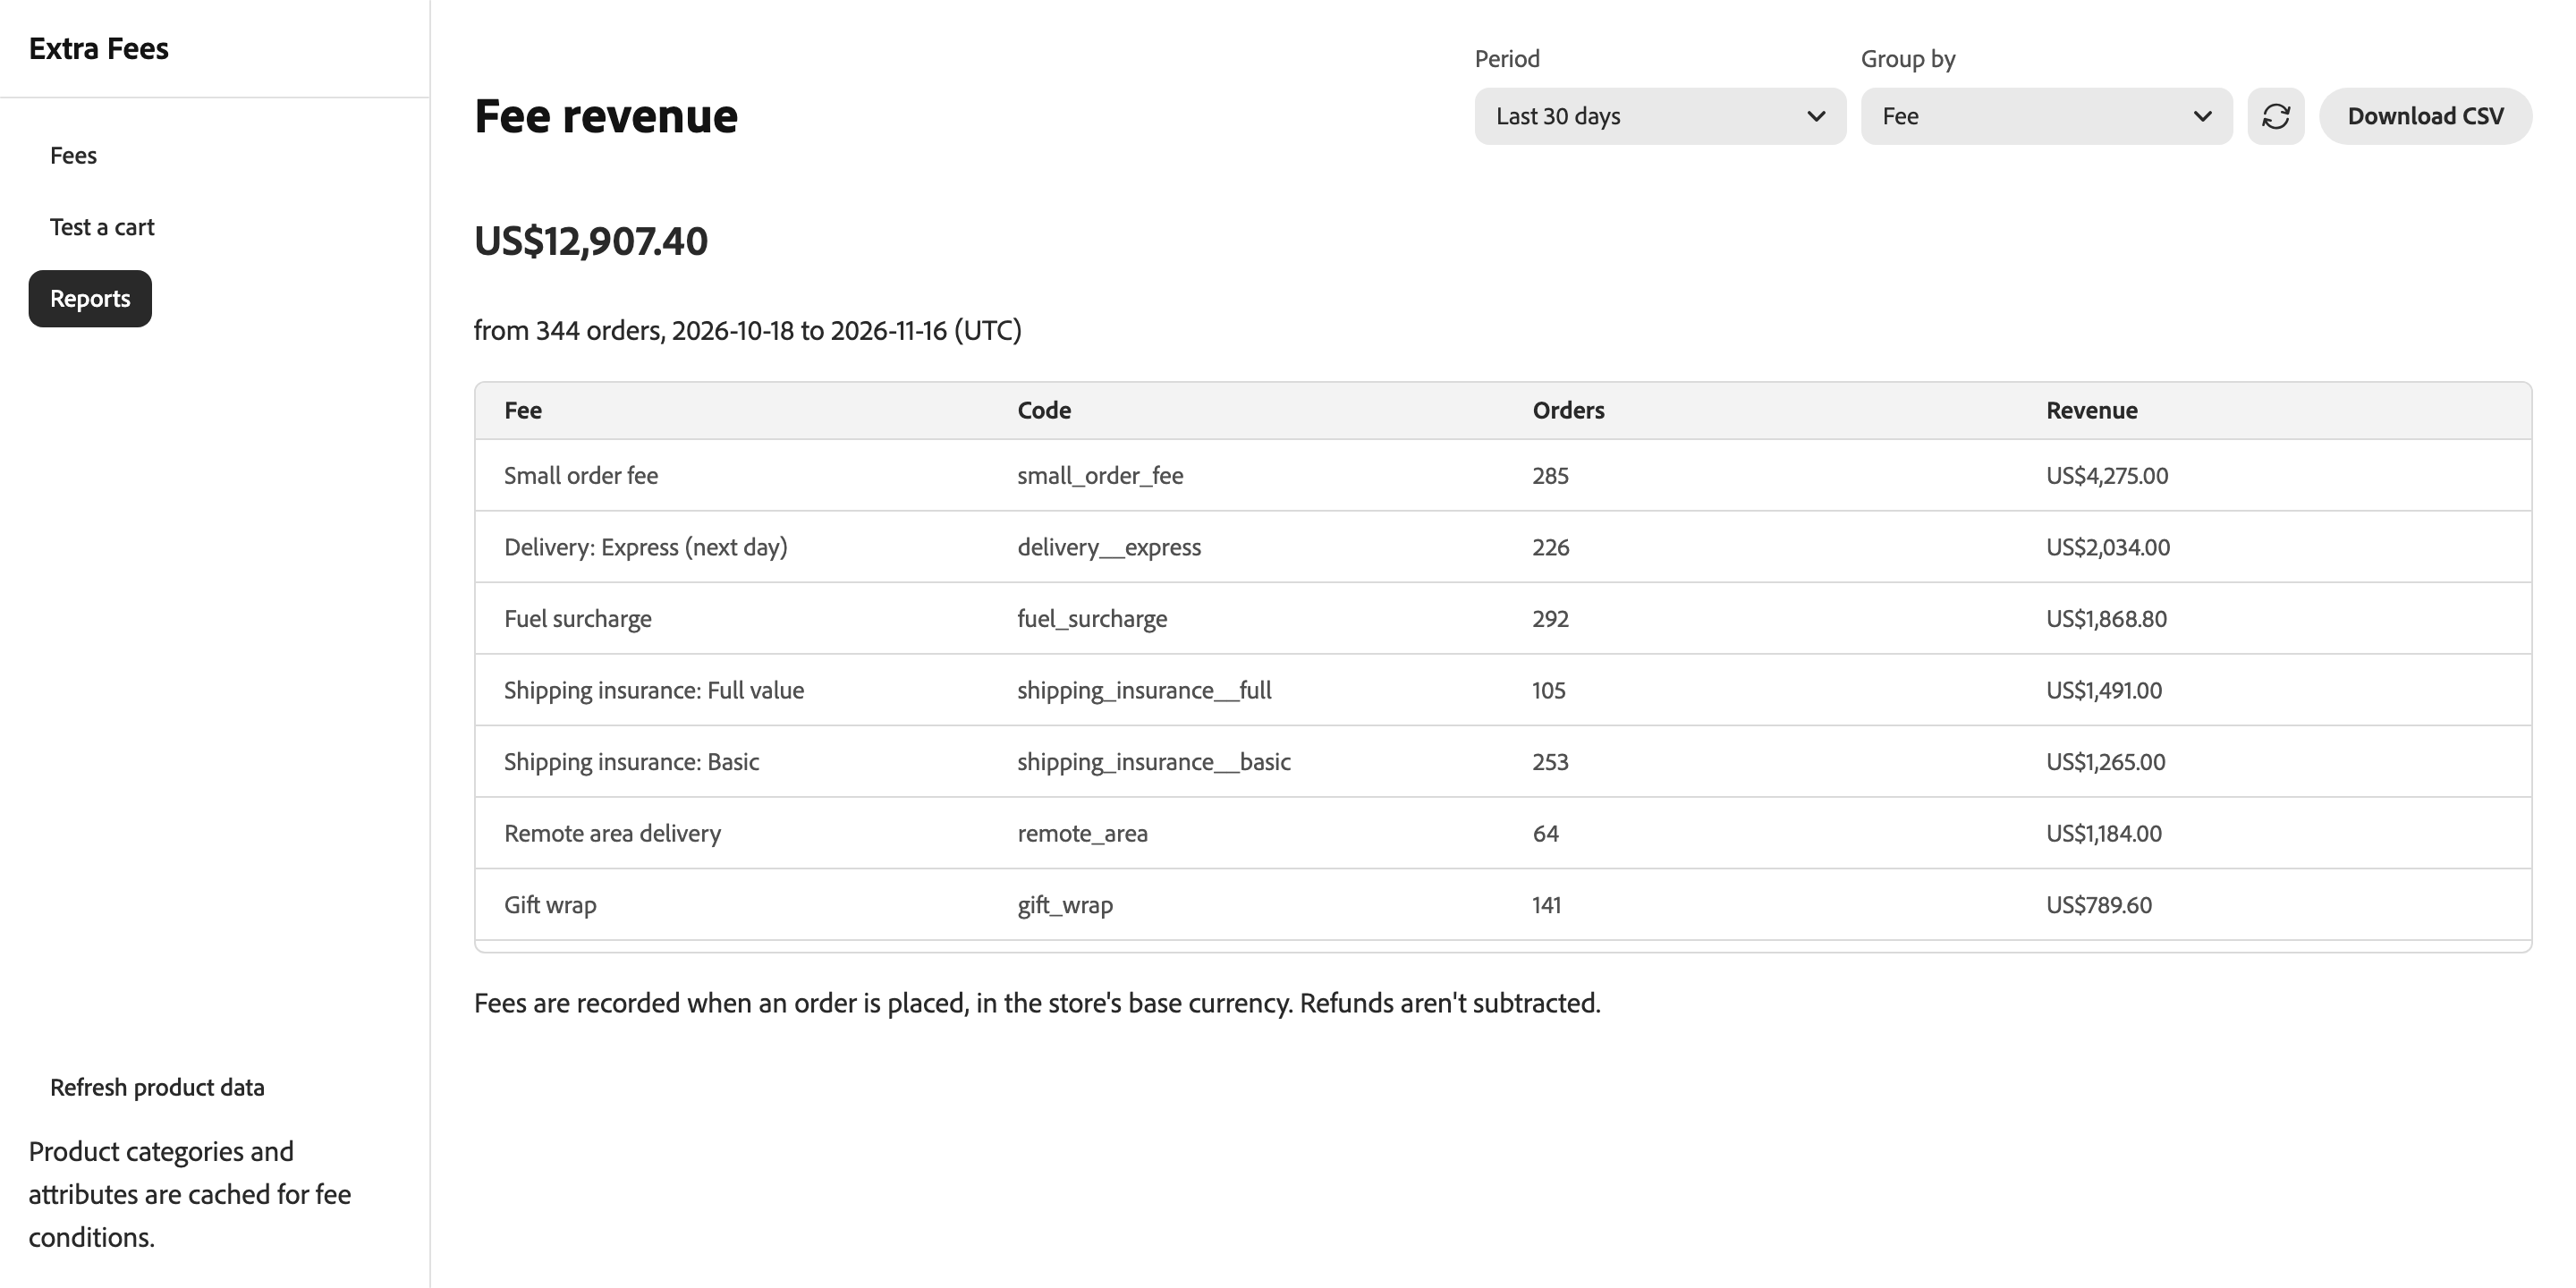 Extra Fees
Fees
Test a cart
Reports
Refresh product data
Product categories and
attributes are cached for fee
conditions.
Fee revenue
Period
Last 30 days
Group by
Fee
Download CSV
US$12,907.40
from 344 orders, 2026-10-18 to 2026-11-16 (UTC)
Fee Code Orders Revenue
Small order fee small_order_fee 285 US$4,275.00
Delivery: Express (next day) delivery__express 226 US$2,034.00
Fuel surcharge fuel_surcharge 292 US$1,868.80
Shipping insurance: Full value shipping_insurance__full 105 US$1,491.00
Shipping insurance: Basic shipping_insurance__basic 253 US$1,265.00
Remote area delivery remote_area 64 US$1,184.00
Gift wrap gift_wrap 141 US$789.60
Fees are recorded when an order is placed, in the store's base currency. Refunds aren't subtracted.